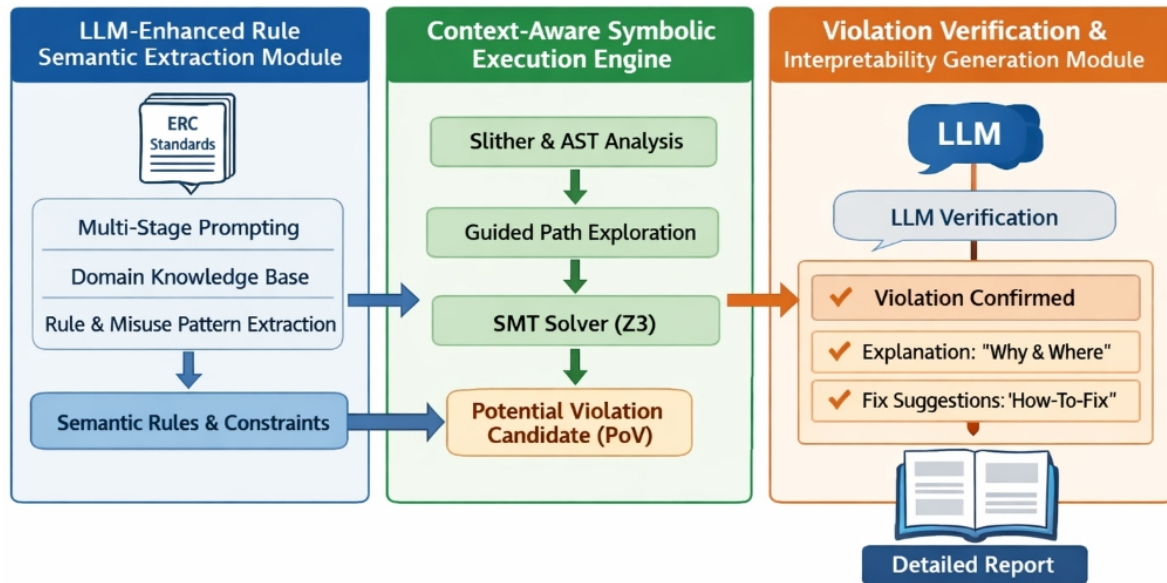 LLM-Enhanced Rule
Semantic Extraction Module
ERC
Standards
Multi-Stage Prompting
Domain Knowledge Base
Rule & Misuse Pattern Extraction
Semantic Rules & Constraints
Context-Aware Symbolic
Execution Engine
Slither & AST Analysis
Guided Path Exploration
SMT Solver (Z3)
Potential Violation
Candidate (PoV)
Violation Verification &
Interpretability Generation Module
LLM
LLM Verification
Violation Confirmed
Explanation: "Why & Where"
Fix Suggestions: 'How-To-Fix"
Detailed Report